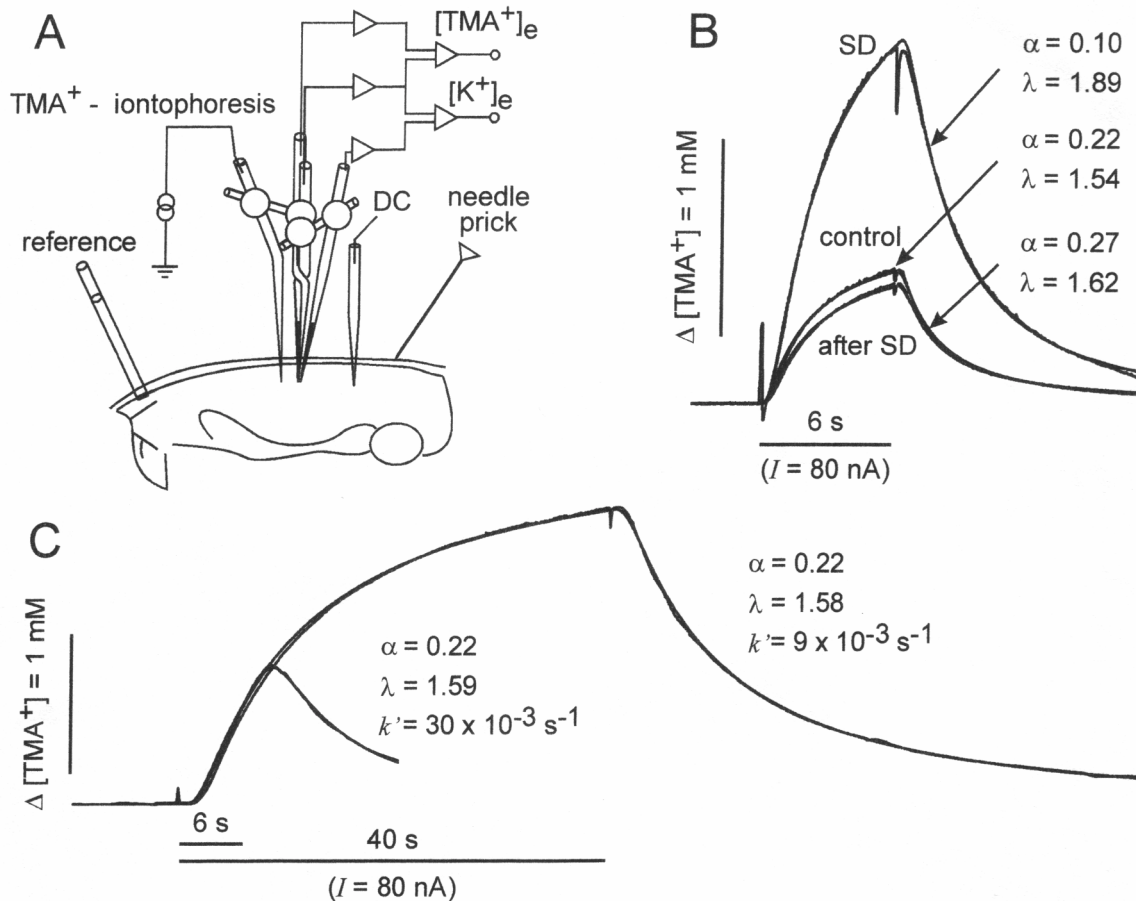 A
[TMA⁺]e
[K⁺]e
TMA⁺ - iontophoresis
DC
needle
prick
reference
B
SD
α = 0.10
λ = 1.89
α = 0.22
λ = 1.54
control
α = 0.27
λ = 1.62
after SD
Δ [TMA⁺] = 1 mM
6 s
(I = 80 nA)
C
Δ [TMA⁺] = 1 mM
α = 0.22
λ = 1.59
k’= 30 x 10⁻³ s⁻¹
α = 0.22
λ = 1.58
k’= 9 x 10⁻³ s⁻¹
6 s
40 s
(I = 80 nA)